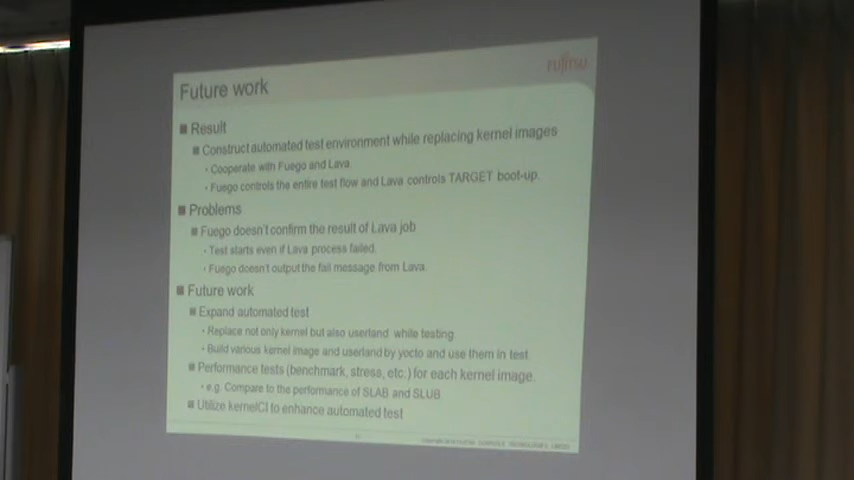 Future work
FUJITSU
Result
Construct automated test environment while replacing kernel images
Cooperate with Fuego and Lava.
Fuego controls the entire test flow and Lava controls TARGET boot-up.
Problems
Fuego doesn't confirm the result of Lava job
Test starts even if Lava process failed.
Fuego doesn't output the fail message from Lava.
Future work
Expand automated test
Replace not only kernel but also userland while testing
Build various kernel image and userland by yocto and use them in test.
Performance tests (benchmark, stress, etc.) for each kernel image.
e.g. Compare to the performance of SLAB and SLUB
Utilize kernelCI to enhance automated test